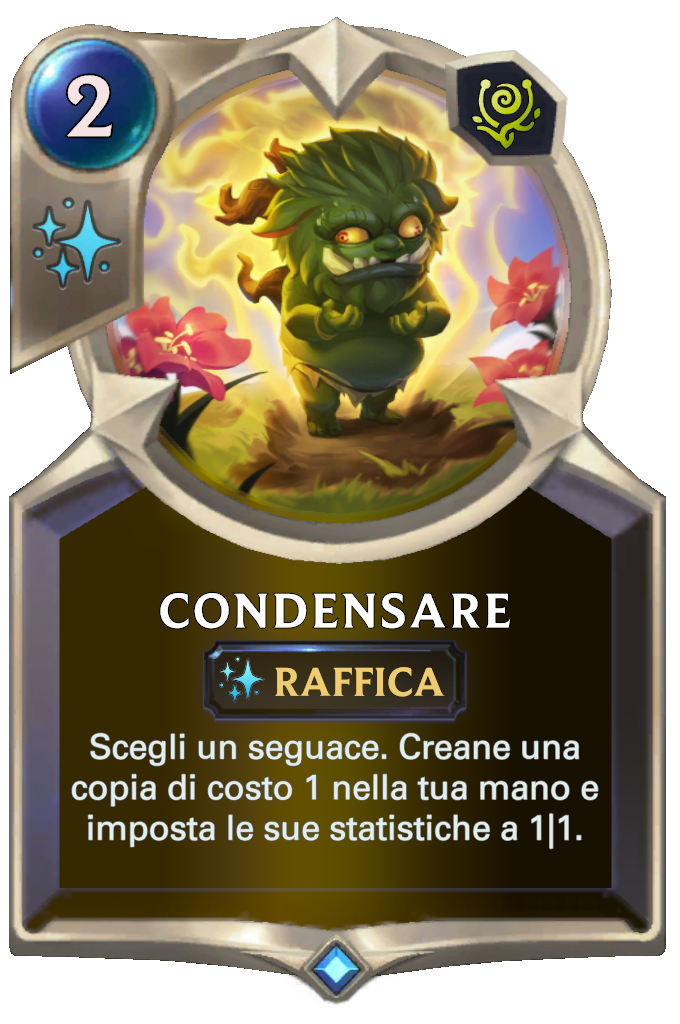 2
CONDENSARE
RAFFICA
Scegli un seguace. Creane una
copia di costo 1 nella tua mano e
imposta le sue statistiche a 1|1.